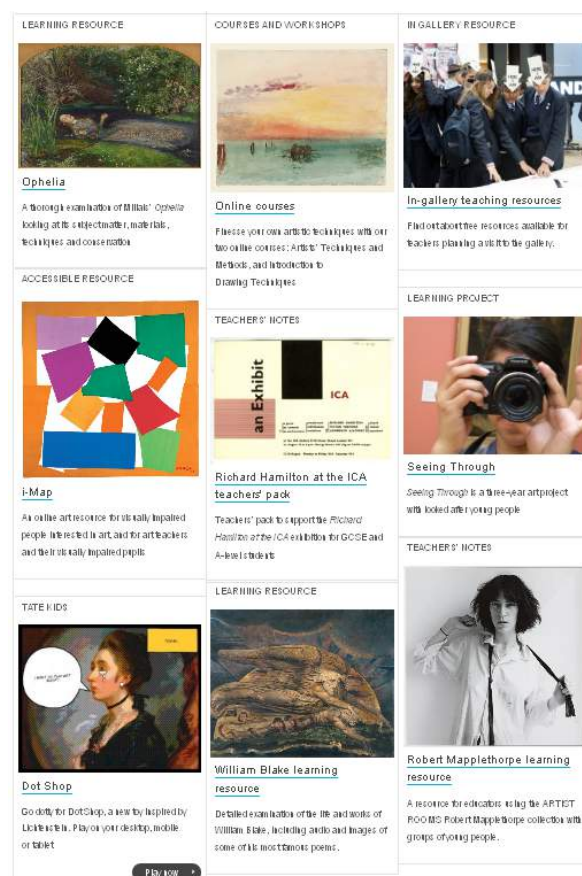 LEARNING RESOURCE
Ophelia
A thorough examination of Millais' Ophelia
looking at its subject matter, materials,
techniques and conservation
ACCESSIBLE RESOURCE
i-Map
An online art resource for visually impaired
people interested in art, and for art teachers
and their visually impaired pupils
TATE KIDS
Dot Shop
Go dotty for Dot Shop, a new toy inspired by
Lichtenstein. Play on your desktop, mobile
or tablet
Play now
COURSES AND WORKSHOPS
Online courses
Finesse your own artistic techniques with our
two online courses: Artists' Techniques and
Methods, and Introduction to
Drawing Techniques
TEACHERS' NOTES
an Exhibit
ICA
Richard Hamilton at the ICA
teachers' pack
Teachers' pack to support the Richard
Hamilton at the ICA exhibition for GCSE and
A-level students
LEARNING RESOURCE
William Blake learning
resource
Detailed examination of the life and works of
William Blake, including audio and images of
some of his most famous poems.
IN GALLERY RESOURCE
In-gallery teaching resources
Find out about free resources available for
teachers planning a visit to the gallery.
LEARNING PROJECT
Seeing Through
Seeing Through is a three-year art project
with looked after young people
TEACHERS' NOTES
Robert Mapplethorpe learning
resource
A resource for educators using the ARTIST
ROOMS Robert Mapplethorpe collection with
groups of young people.